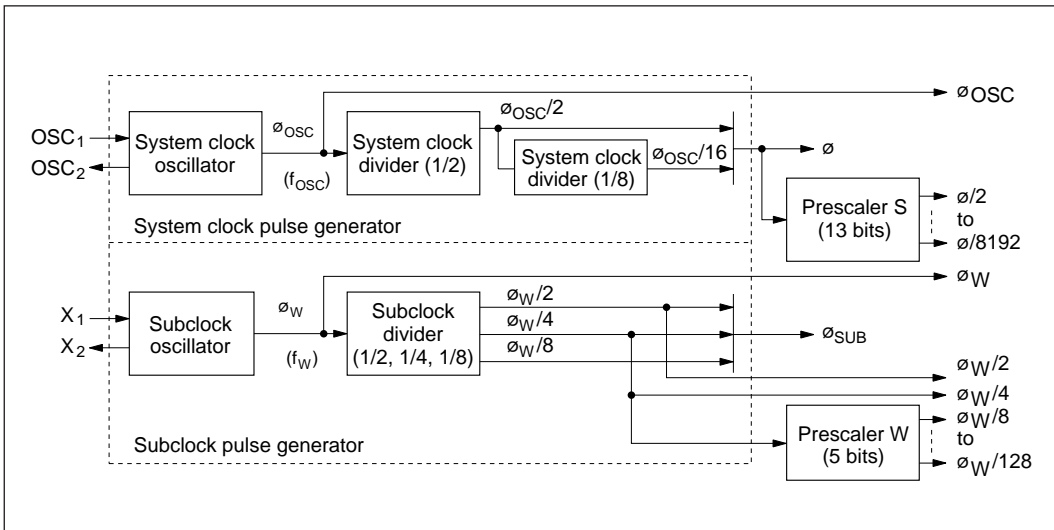 OSC1
OSC2
System clock
oscillator
øOSC
(fOSC)
System clock
divider (1/2)
øOSC/2
System clock
divider (1/8)
øOSC/16
øOSC
ø
Prescaler S
(13 bits)
ø/2
to
ø/8192
System clock pulse generator
X1
X2
Subclock
oscillator
øW
(fW)
Subclock
divider
(1/2, 1/4, 1/8)
øW/2
øW/4
øW/8
øW
øSUB
øW/2
øW/4
Prescaler W
(5 bits)
øW/8
to
øW/128
Subclock pulse generator